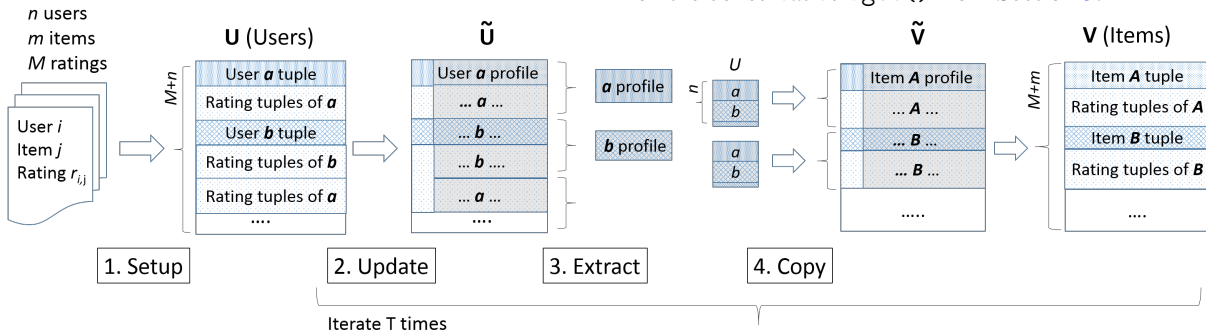 n users
m items
M ratings
User i
Item j
Rating r_{i,j}
1. Setup
U (Users)
M+n
User a tuple
Rating tuples of a
User b tuple
Rating tuples of b
Rating tuples of a
....
2. Update
Ũ
User a profile
... a ...
... b ...
... b ....
... a ...
....
3. Extract
a profile
b profile
U
n
a
b
a
b
4. Copy
Ṽ
Item A profile
... A ...
... B ...
... B ...
.....
V (Items)
M+m
Item A tuple
Rating tuples of A
Item B tuple
Rating tuples of B
....
Iterate T times